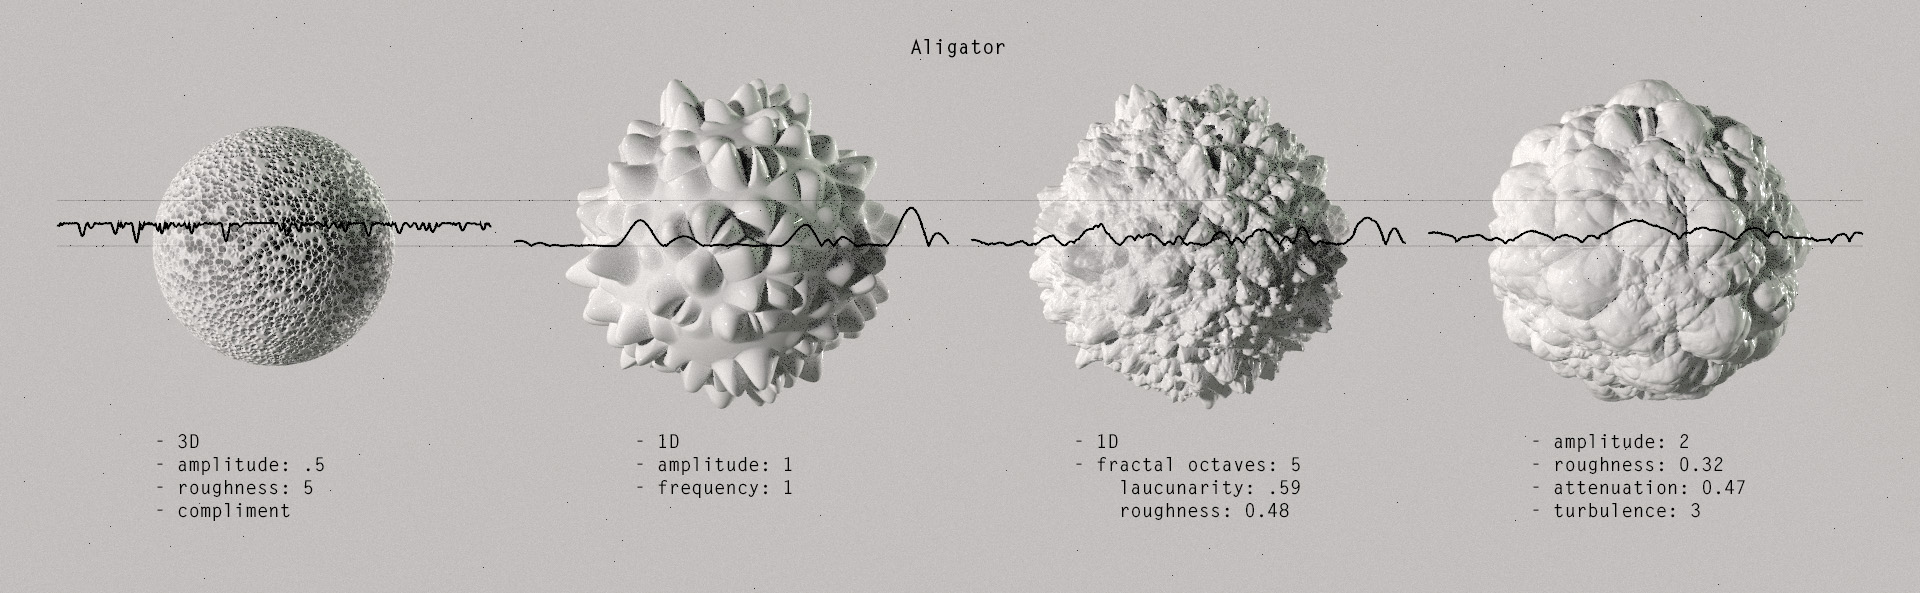 Aligator
- 3D
- amplitude: .5
- roughness: 5
- compliment
- 1D
- amplitude: 1
- frequency: 1
- 1D
- fractal octaves: 5
laucunarity: .59
roughness: 0.48
- amplitude: 2
- roughness: 0.32
- attenuation: 0.47
- turbulence: 3